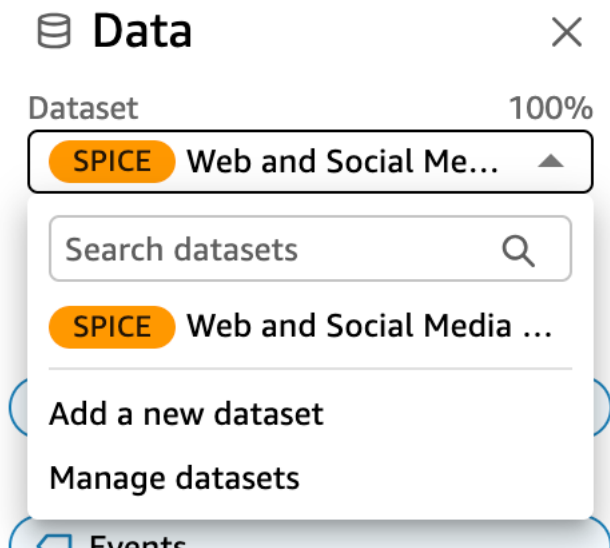 Data
Dataset 100%
SPICE Web and Social Me...
Search datasets
SPICE Web and Social Media ...
Add a new dataset
Manage datasets
Events